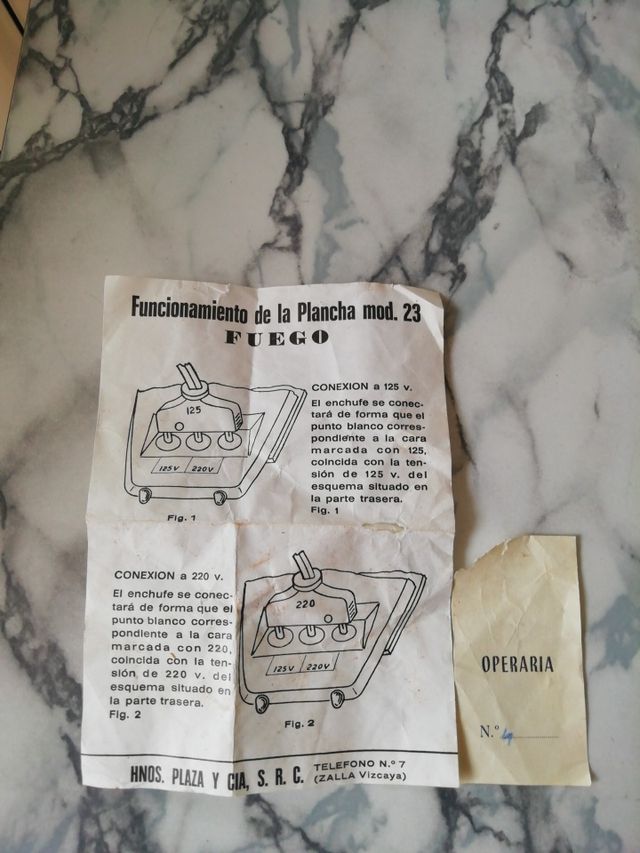 Funcionamiento de la Plancha mod. 23
FUEGO
CONEXION a 125 v.
El enchufe se conec-
tará de forma que el
punto blanco corres-
pondiente a la cara
marcada con 125,
coincida con la ten-
sión de 125 v. del
esquema situado en
la parte trasera.
Fig. 1
125
125V 220V
Fig. 1
CONEXION a 220 v.
El enchufe se conec-
tará de forma que el
punto blanco corres-
pondiente a la cara
marcada con 220,
coincida con la ten-
sión de 220 v. del
esquema situado en
la parte trasera.
Fig. 2
220
125V 220V
Fig. 2
HNOS. PLAZA Y CIA, S. R. C.
TELEFONO N.º 7
(ZALLA Vizcaya)
OPERARIA
N.º 4